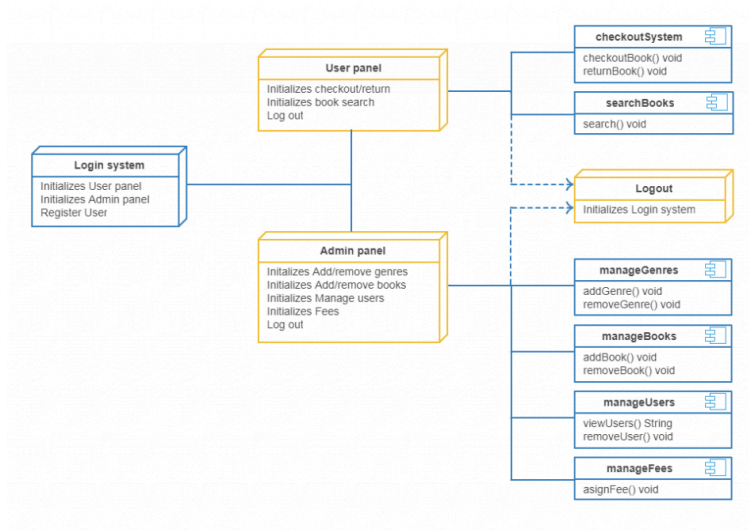 Login system
Initializes User panel
Initializes Admin panel
Register User
User panel
Initializes checkout/return
Initializes book search
Log out
Admin panel
Initalizes Add/remove genres
Initializes Add/remove books
Initializes Manage users
Initializes Fees
Log out
checkoutSystem
checkoutBook() void
returnBook() void
searchBooks
search() void
Logout
Initializes Login system
manageGenres
addGenre() void
removeGenre() void
manageBooks
addBook() void
removeBook() void
manageUsers
viewUsers() String
removeUser() void
manageFees
asignFee() void